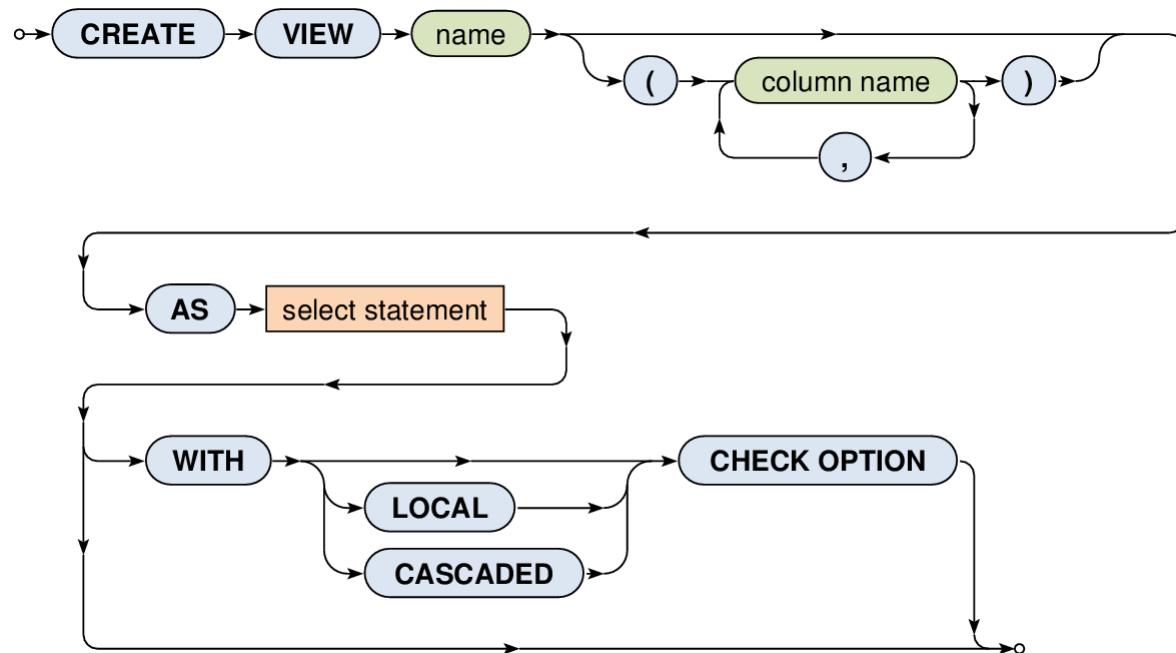 CREATE VIEW name
( column name )
,
AS select statement
WITH CHECK OPTION
LOCAL
CASCADED